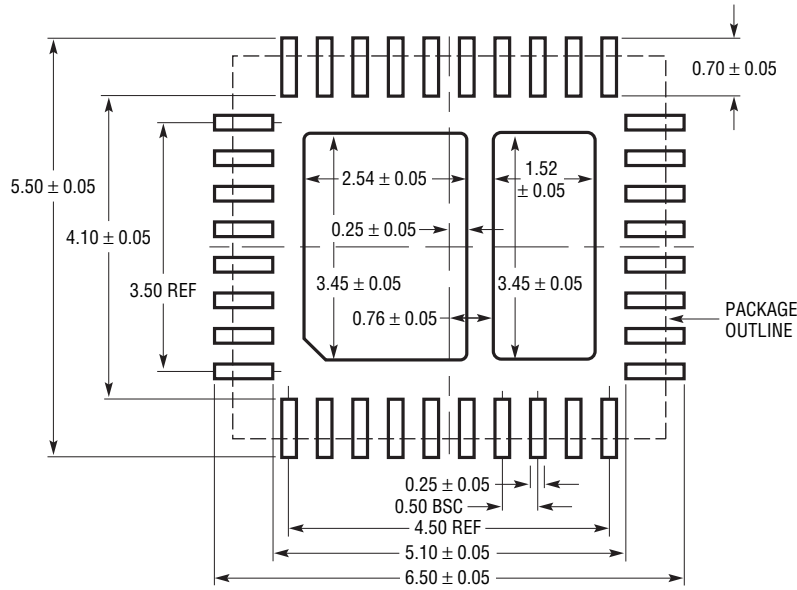 0.70 ± 0.05
5.50 ± 0.05
4.10 ± 0.05
3.50 REF
2.54 ± 0.05
1.52
± 0.05
0.25 ± 0.05
3.45 ± 0.05
3.45 ± 0.05
0.76 ± 0.05
PACKAGE
OUTLINE
0.25 ± 0.05
0.50 BSC
4.50 REF
5.10 ± 0.05
6.50 ± 0.05